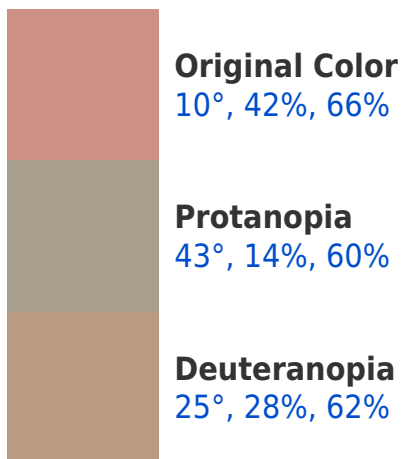 Original Color
10°, 42%, 66%
Protanopia
43°, 14%, 60%
Deuteranopia
25°, 28%, 62%